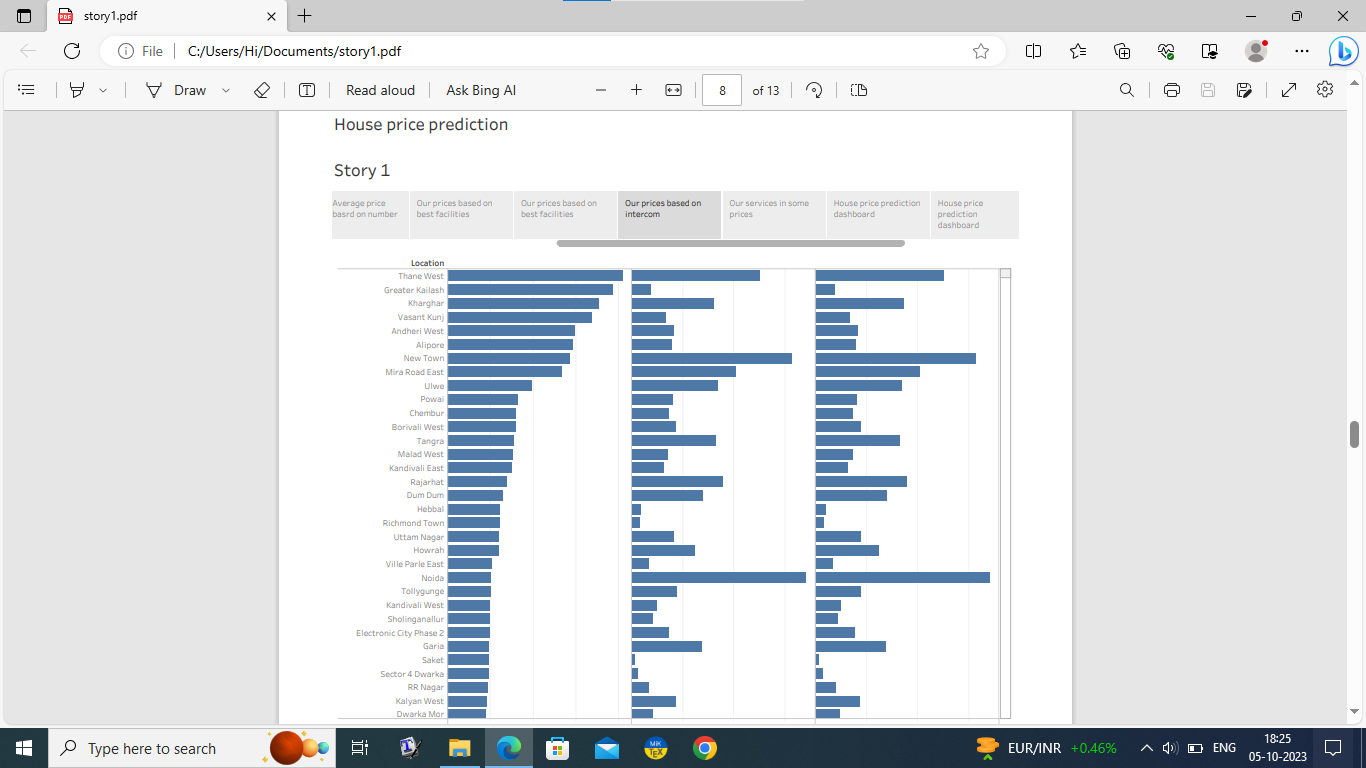 story1.pdf
File
C:/Users/Hi/Documents/story1.pdf
Draw
Read aloud
Ask Bing AI
8
of 13
House price prediction
Story 1
Average price
basrd on number
Our prices based on
best facilities
Our prices based on
best facilities
Our prices based on
intercom
Our services in some
prices
House price prediction
dashboard
House price
prediction
dashboard
Location
Thane West
Greater Kailash
Kharghar
Vasant Kunj
Andheri West
Alipore
New Town
Mira Road East
Ulwe
Powai
Chembur
Borivali West
Tangra
Malad West
Kandivali East
Rajarhat
Dum Dum
Hebbal
Richmond Town
Uttam Nagar
Howrah
Ville Parle East
Noida
Tollygunge
Kandivali West
Sholinganallur
Electronic City Phase 2
Garia
Saket
Sector 4 Dwarka
RR Nagar
Kalyan West
Dwarka Mor
Type here to search
EUR/INR
+0.46%
ENG
18:25
05-10-2023